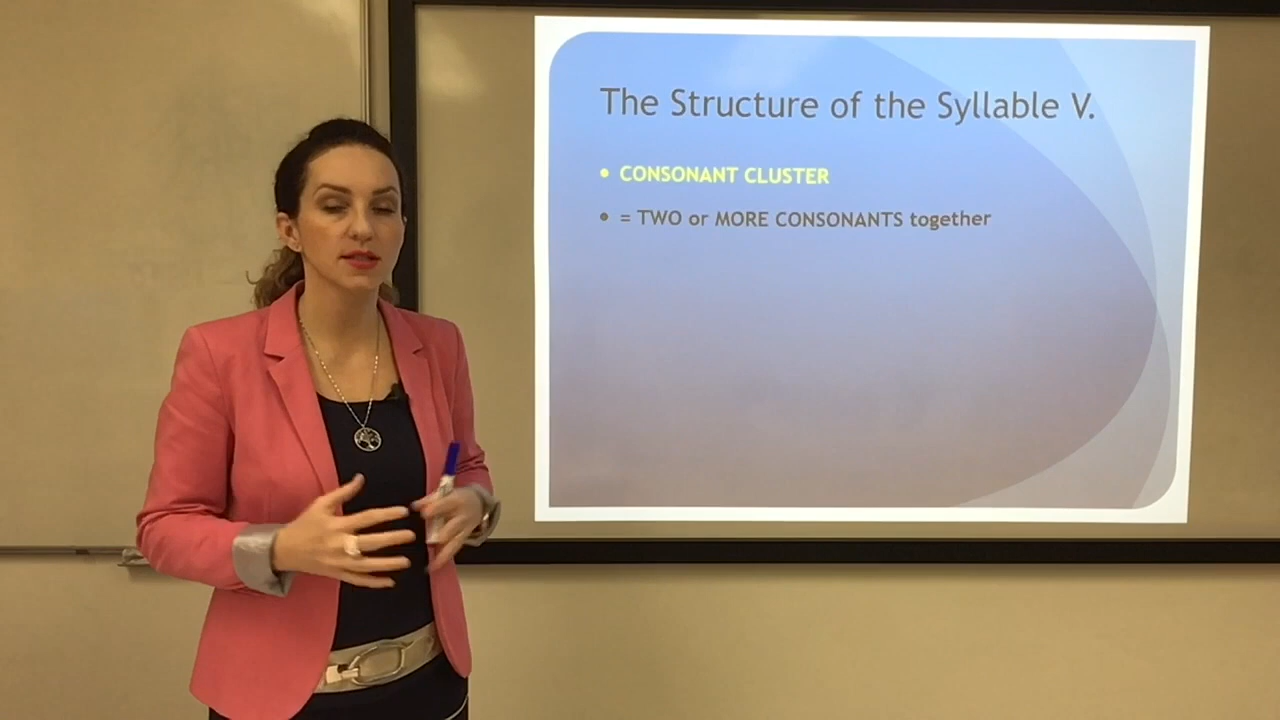 The Structure of the Syllable V.
• CONSONANT CLUSTER
• = TWO or MORE CONSONANTS together